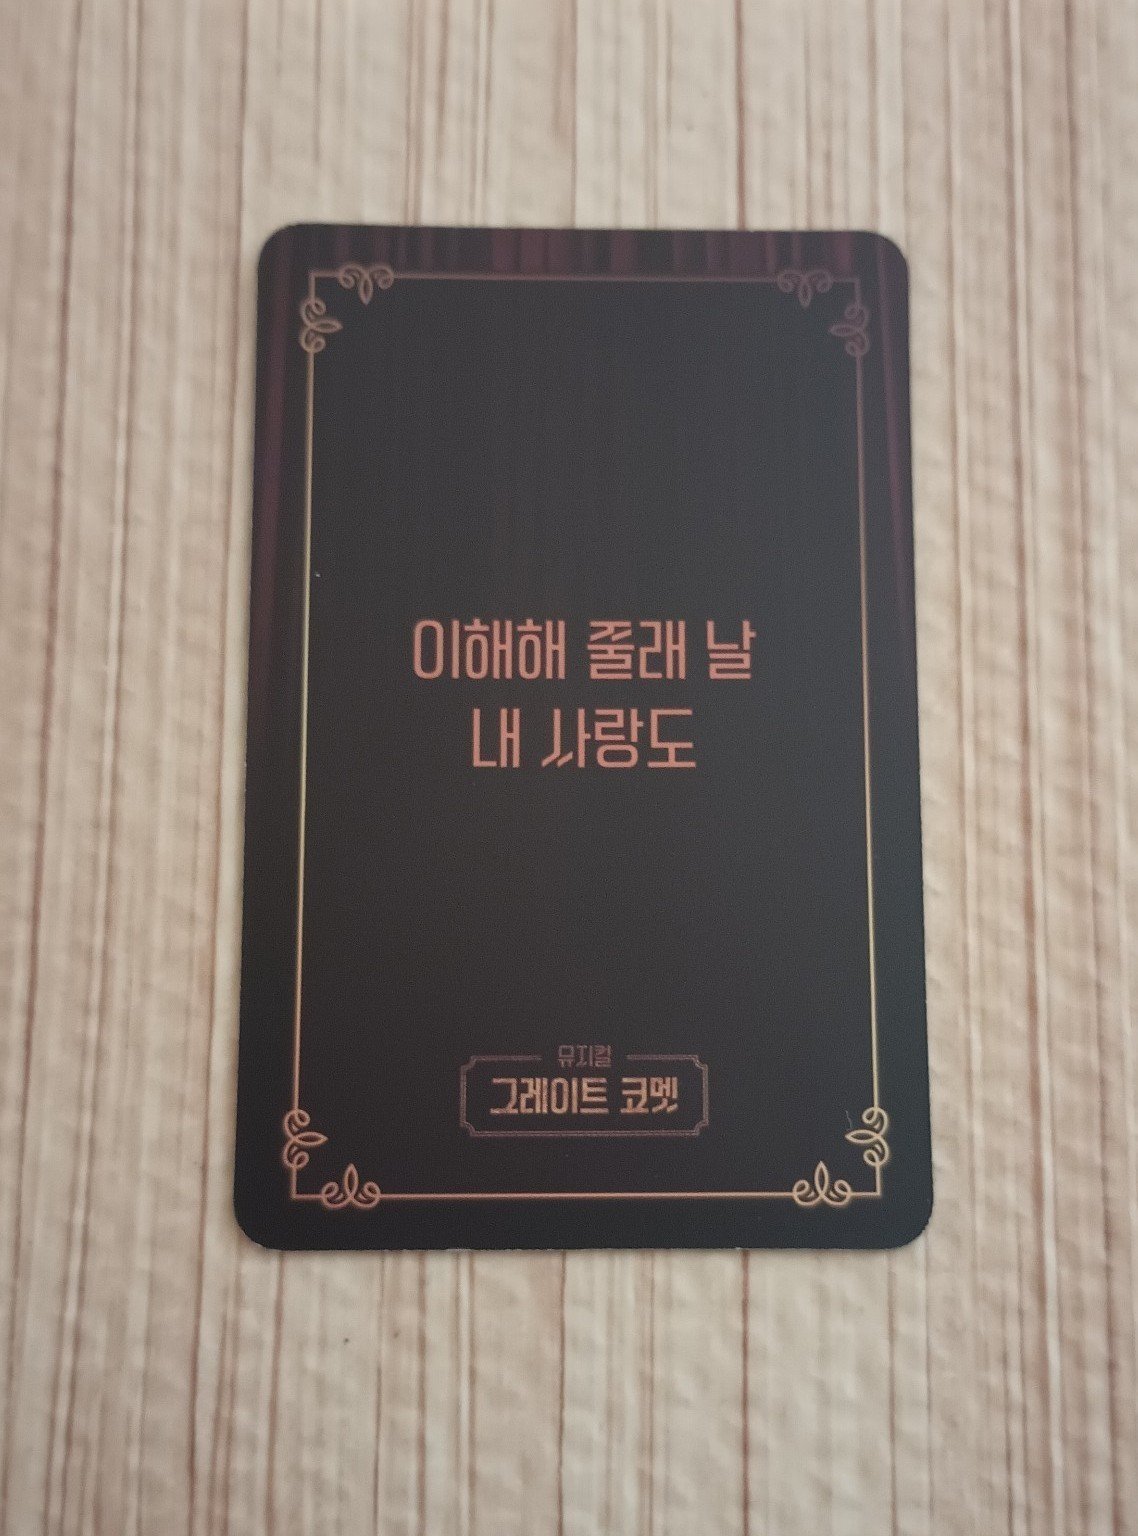 이해해 줄래 날
내 사랑도
뮤지컬
그레이트 코멧